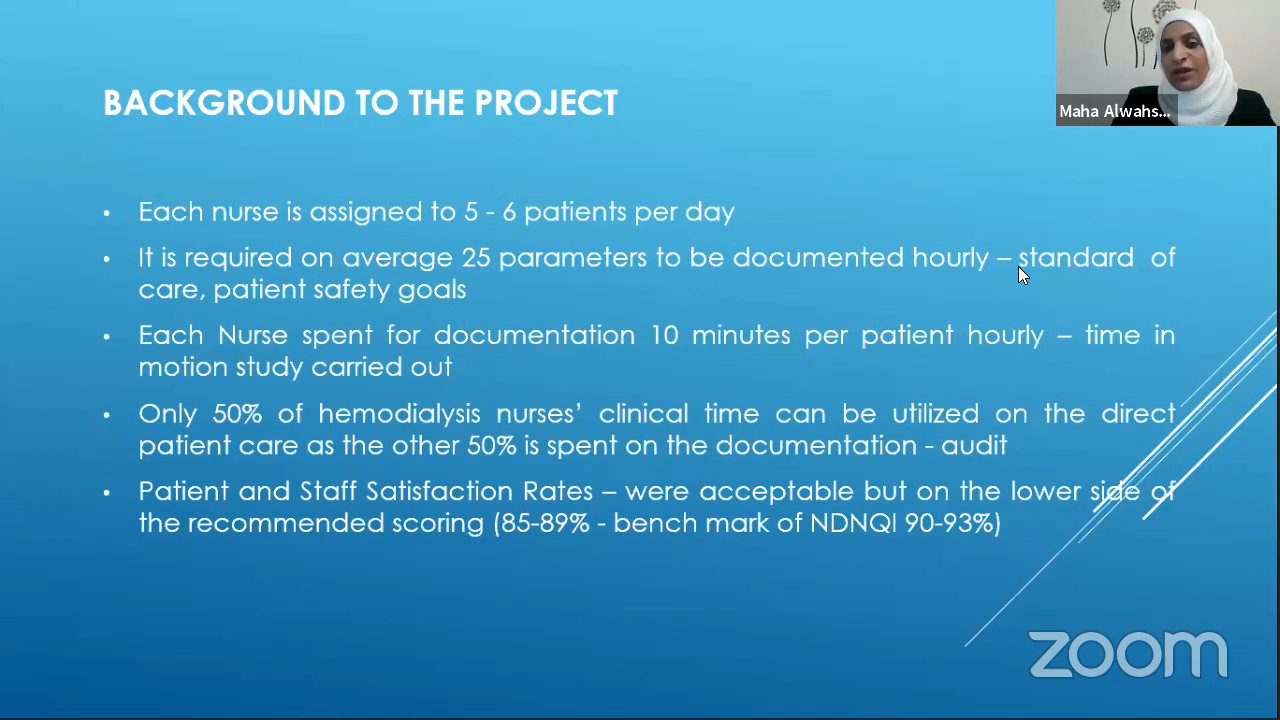 BACKGROUND TO THE PROJECT
Maha Alwahs...
• Each nurse is assigned to 5 - 6 patients per day
• It is required on average 25 parameters to be documented hourly – standard of
care, patient safety goals
• Each Nurse spent for documentation 10 minutes per patient hourly – time in
motion study carried out
• Only 50% of hemodialysis nurses’ clinical time can be utilized on the direct
patient care as the other 50% is spent on the documentation - audit
• Patient and Staff Satisfaction Rates – were acceptable but on the lower side of
the recommended scoring (85-89% - bench mark of NDNQI 90-93%)
zoom